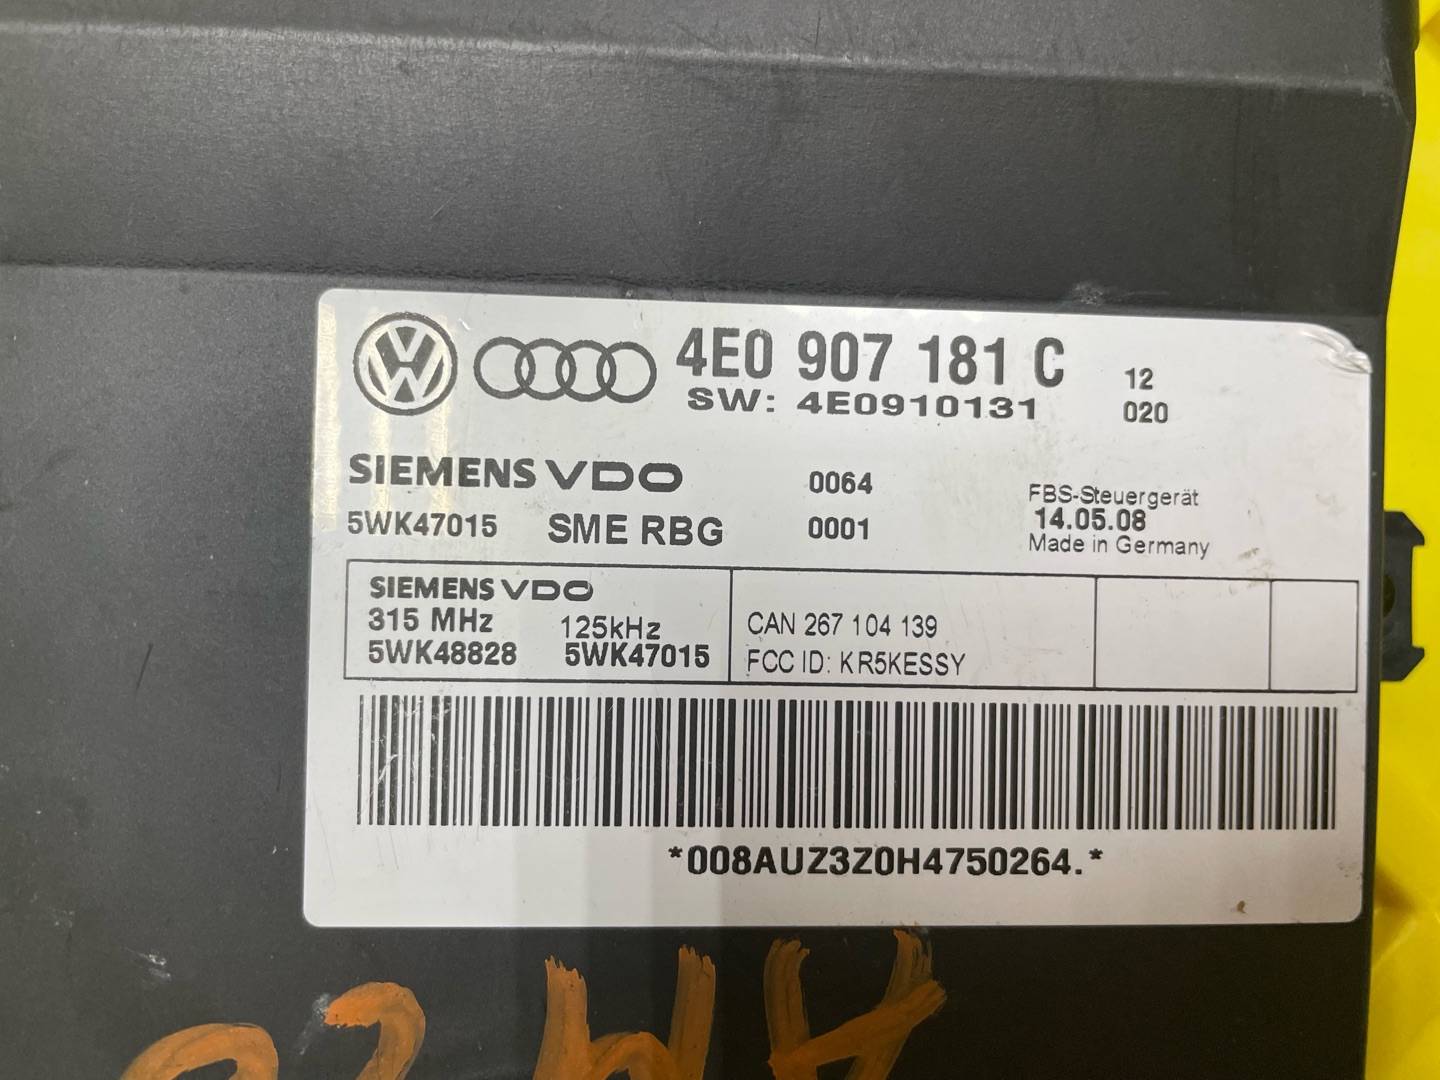 4E0 907 181 C 12
SW: 4E0910131 020
SIEMENS VDO 0064 FBS-Steuergerät
5WK47015 SME RBG 0001 14.05.08
Made in Germany
SIEMENS VDO
315 MHz 125kHz CAN 267 104 139
5WK48828 5WK47015 FCC ID: KR5KESSY
*008AUZ3Z0H4750264.*